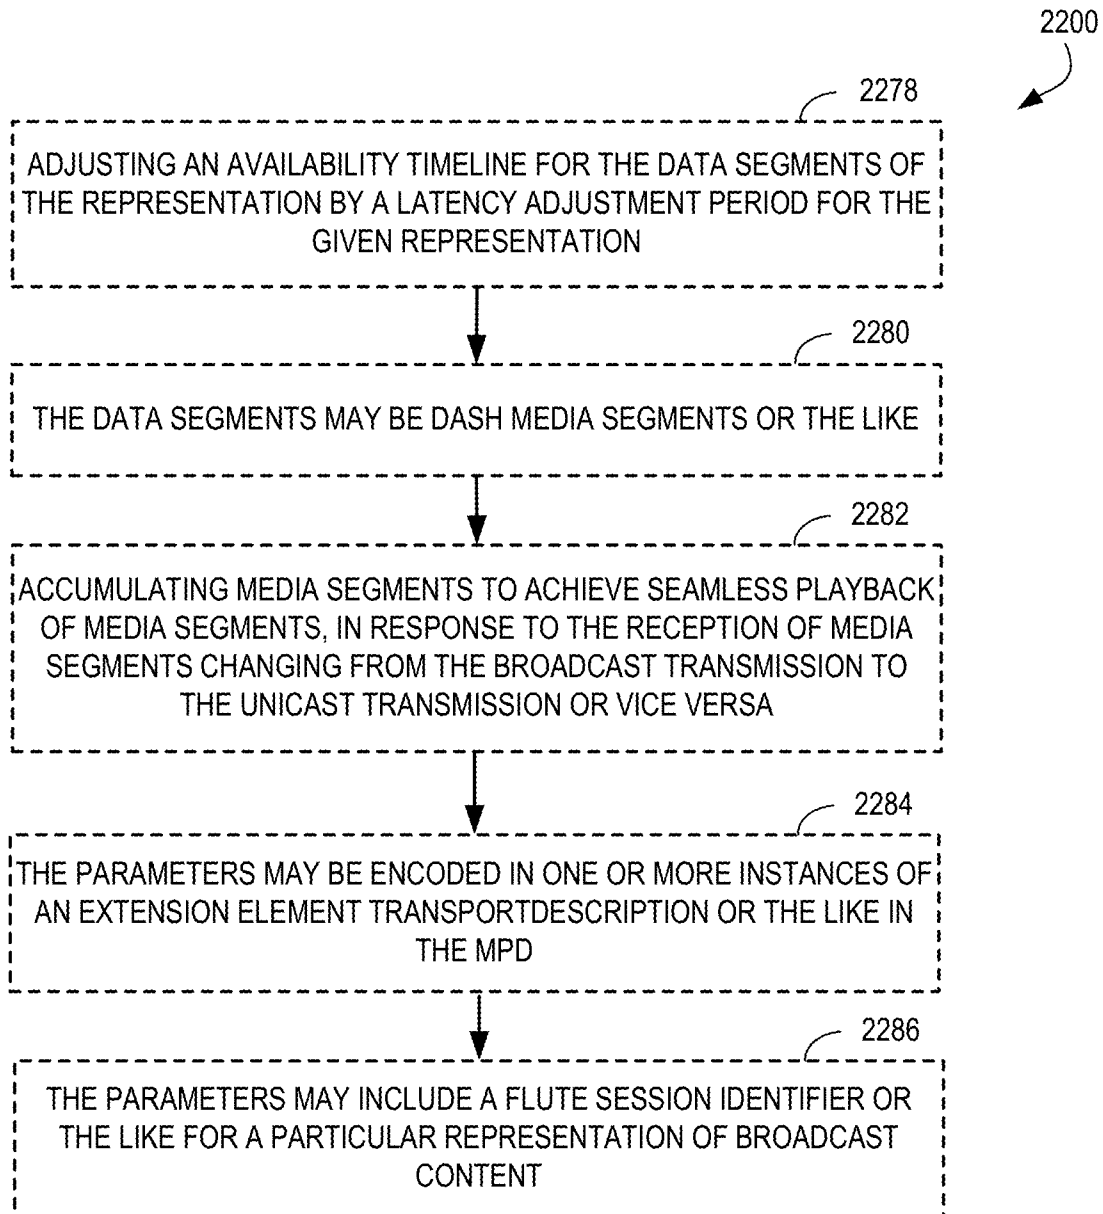 2200
2278
ADJUSTING AN AVAILABILITY TIMELINE FOR THE DATA SEGMENTS OF
THE REPRESENTATION BY A LATENCY ADJUSTMENT PERIOD FOR THE
GIVEN REPRESENTATION
2280
THE DATA SEGMENTS MAY BE DASH MEDIA SEGMENTS OR THE LIKE
2282
ACCUMULATING MEDIA SEGMENTS TO ACHIEVE SEAMLESS PLAYBACK
OF MEDIA SEGMENTS, IN RESPONSE TO THE RECEPTION OF MEDIA
SEGMENTS CHANGING FROM THE BROADCAST TRANSMISSION TO
THE UNICAST TRANSMISSION OR VICE VERSA
2284
THE PARAMETERS MAY BE ENCODED IN ONE OR MORE INSTANCES OF
AN EXTENSION ELEMENT TRANSPORTDESCRIPTION OR THE LIKE IN
THE MPD
2286
THE PARAMETERS MAY INCLUDE A FLUTE SESSION IDENTIFIER OR
THE LIKE FOR A PARTICULAR REPRESENTATION OF BROADCAST
CONTENT